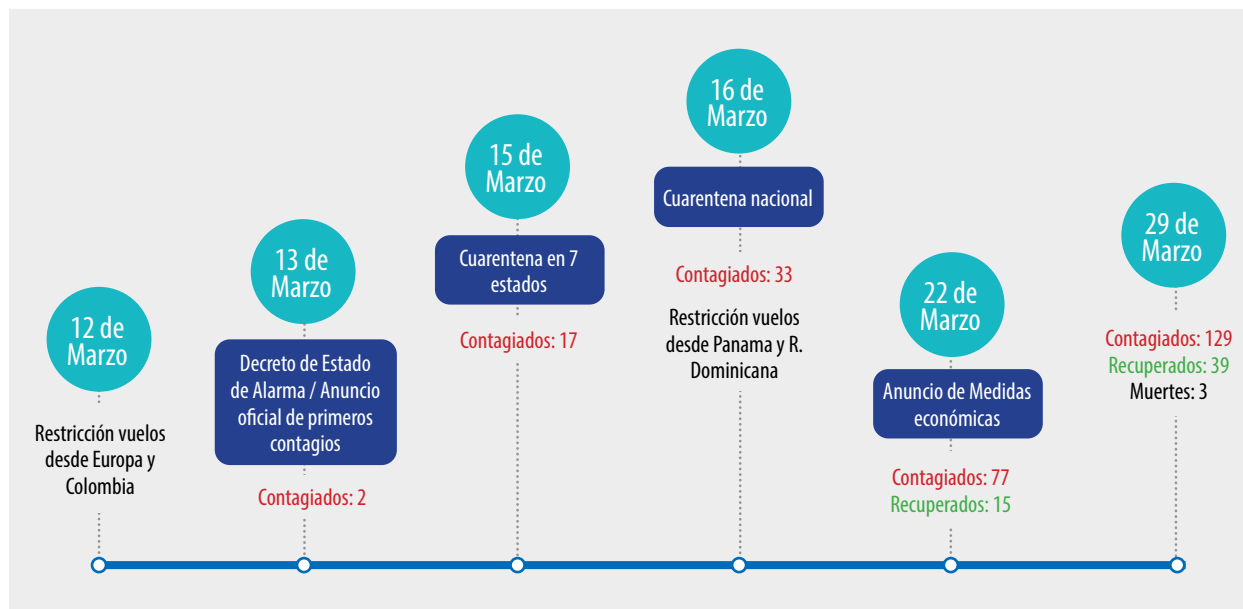 12 de
Marzo
Restricción vuelos
desde Europa y
Colombia
13 de
Marzo
Decreto de Estado
de Alarma / Anuncio
oficial de primeros
contagios
Contagiados: 2
15 de
Marzo
Cuarentena en 7
estados
Contagiados: 17
16 de
Marzo
Cuarentena nacional
Contagiados: 33
Restricción vuelos
desde Panama y R.
Dominicana
22 de
Marzo
Anuncio de Medidas
económicas
Contagiados: 77
Recuperados: 15
29 de
Marzo
Contagiados: 129
Recuperados: 39
Muertes: 3